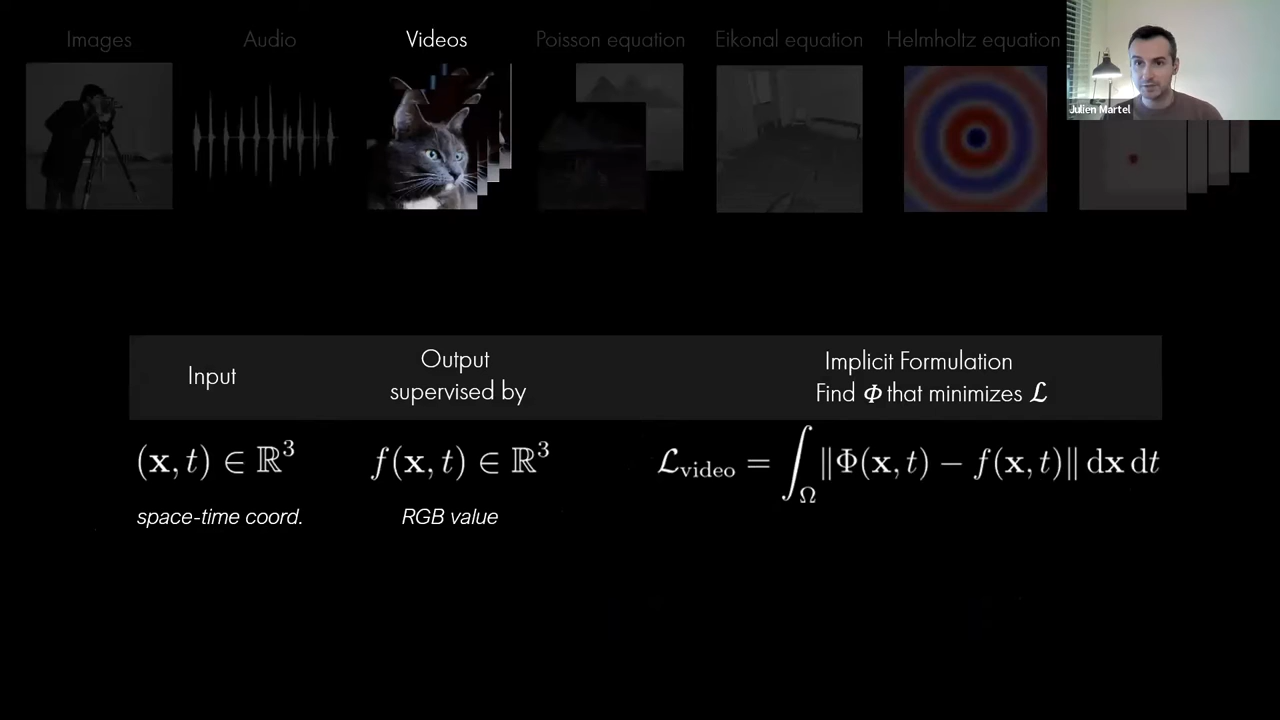 Images
Audio
Videos
Poisson equation
Eikonal equation
Helmholtz equation
Julien Martel
Input
Output
supervised by
Implicit Formulation
Find Φ that minimizes ℒ
(x, t) ∈ ℝ³
f(x, t) ∈ ℝ³
ℒ_video = ∫_Ω ‖Φ(x, t) − f(x, t)‖ dx dt
space-time coord.
RGB value